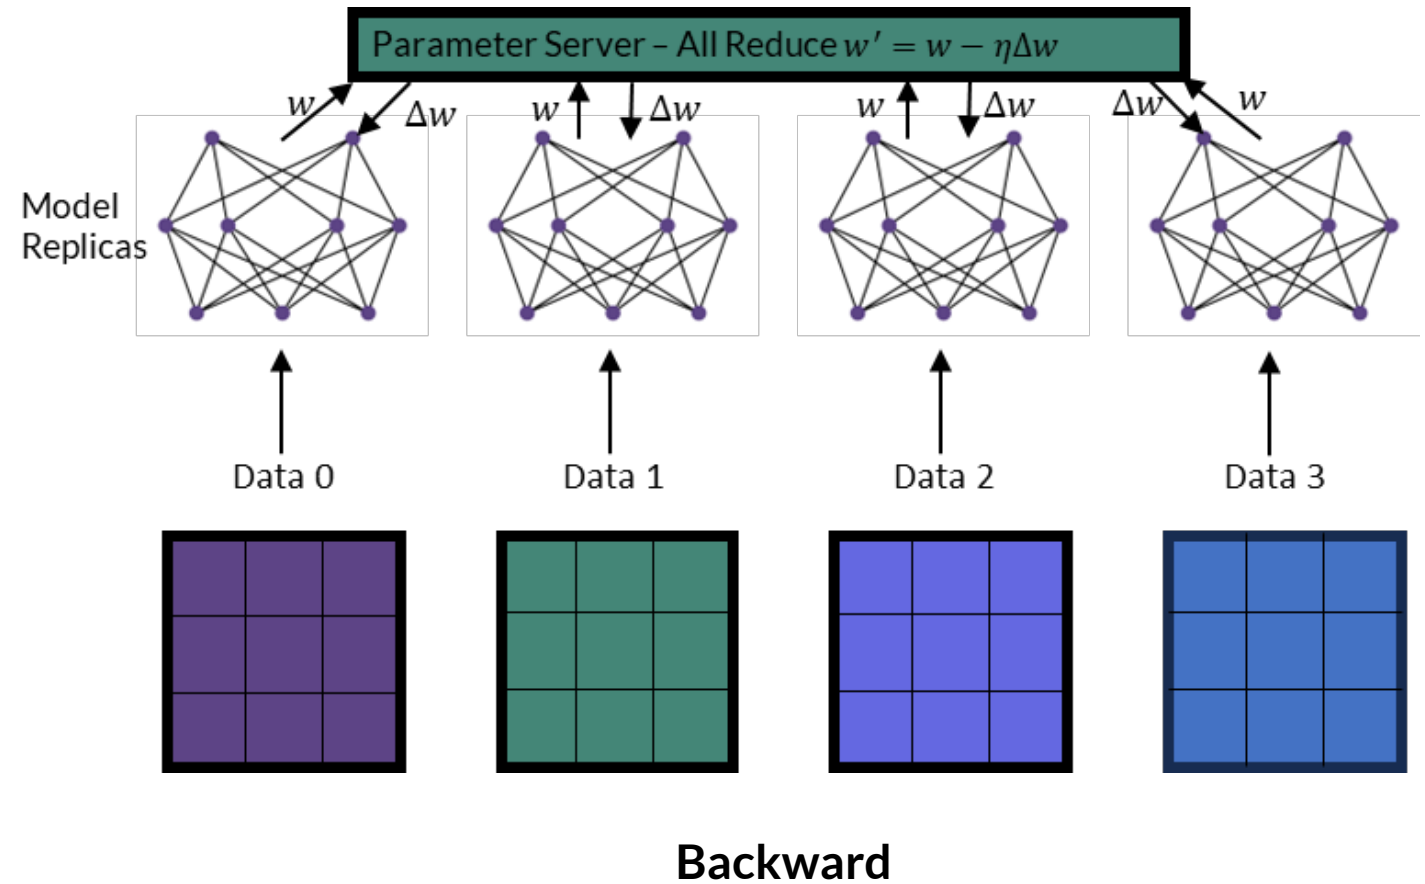 Parameter Server – All Reduce w′ = w − ηΔw
w
Δw
w
Δw
w
Δw
Δw
w
Model
Replicas
Data 0
Data 1
Data 2
Data 3
Backward